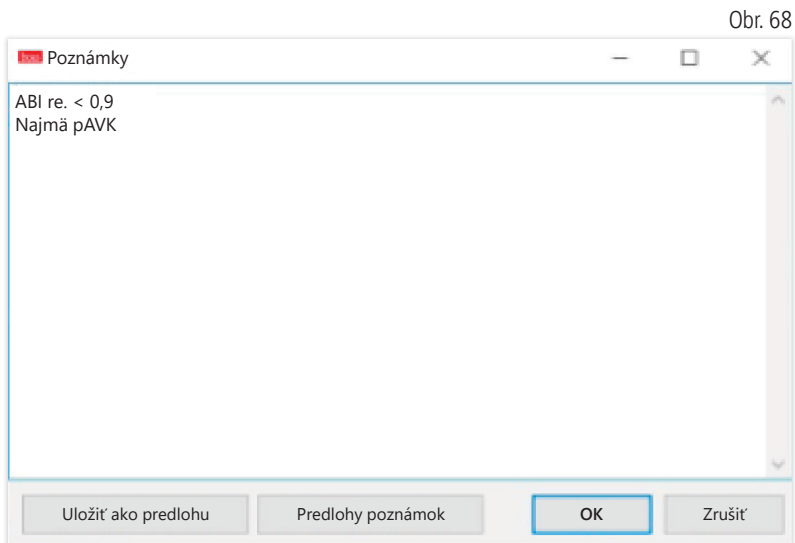 Obr. 68
Poznámky
ABI re. < 0,9
Najmä pAVK
Uložiť ako predlohu
Predlohy poznámok
OK
Zrušiť